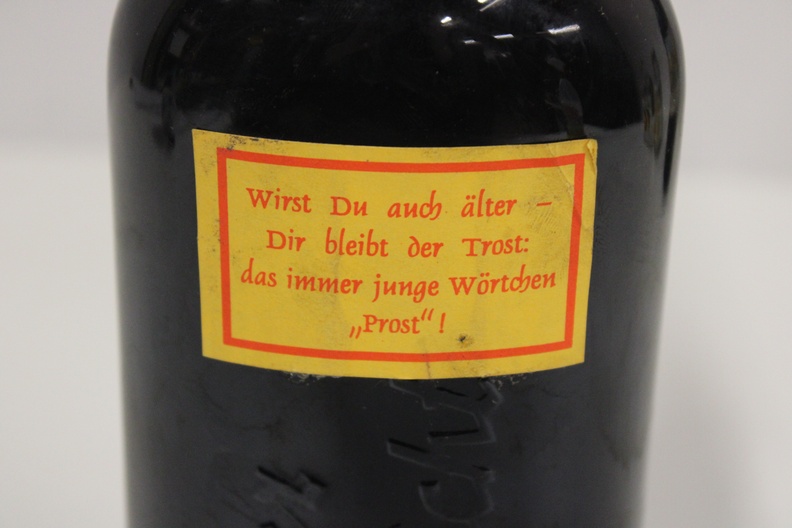 Wirst Du auch älter –
Dir bleibt der Trost:
das immer junge Wörtchen
„Prost“!